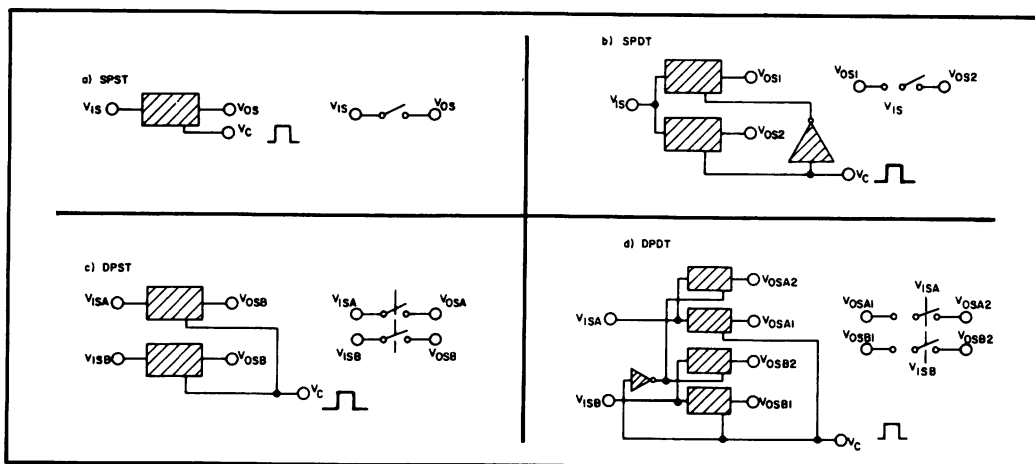 a) SPST
VIS
VOS
VC
VIS
VOS
b) SPDT
VIS
VOS1
VOS2
VC
VOS1
VIS
VOS2
c) DPST
VISA
VOSB
VISB
VOSB
VC
VISA
VOSA
VISB
VOSB
d) DPDT
VISA
VOSA2
VOSA1
VOSB2
VISB
VOSB1
VC
VISA
VOSA1
VOSA2
VOSB1
VOSB2
VISB